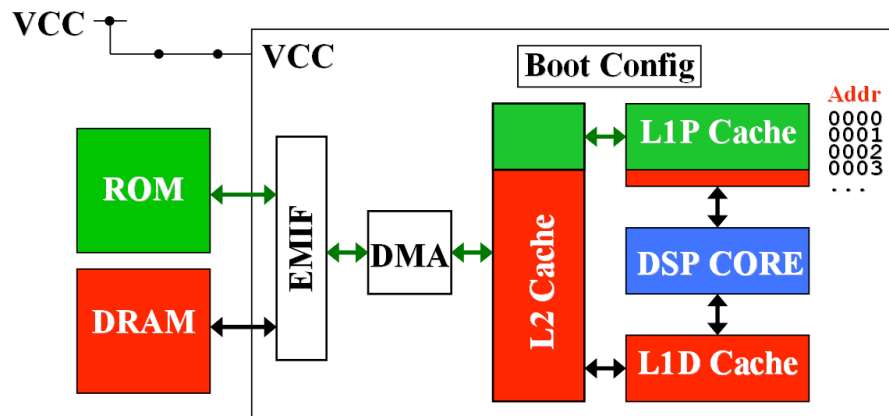 VCC
VCC
Boot Config
Addr
0000
0001
0002
0003
...
L1P Cache
ROM
EMIF
DMA
L2 Cache
DSP CORE
DRAM
L1D Cache